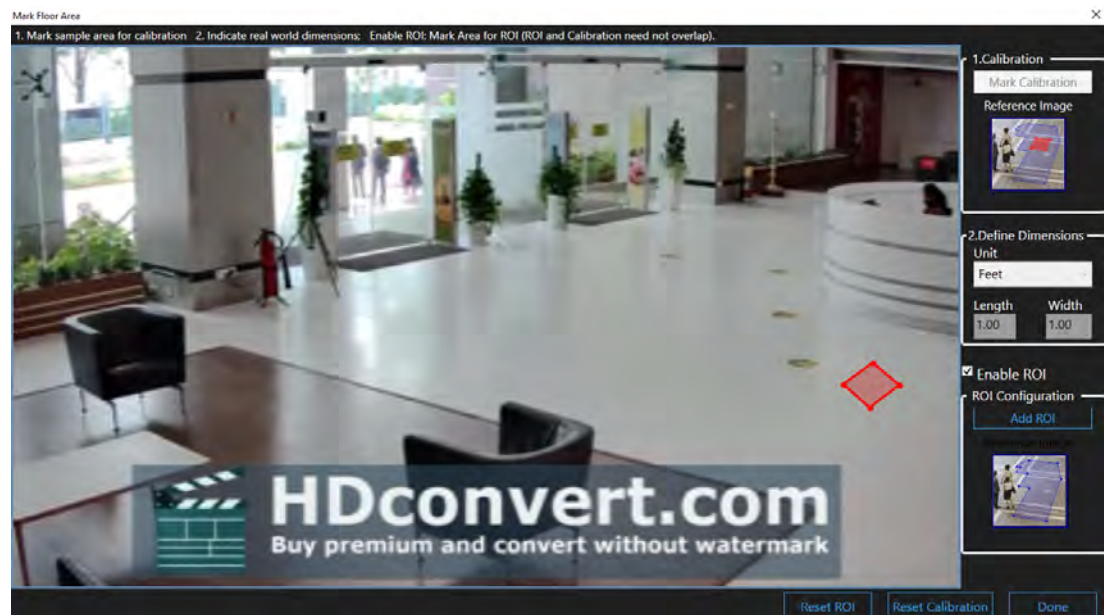 Mark Floor Area
1. Mark sample area for calibration 2. Indicate real world dimensions; Enable ROI: Mark Area for ROI (ROI and Calibration need not overlap).
1.Calibration
Mark Calibration
Reference Image
2.Define Dimensions
Unit
Feet
Length Width
1.00 1.00
Enable ROI
ROI Configuration
Add ROI
HDconvert.com
Buy premium and convert without watermark
Reset ROI Reset Calibration Done